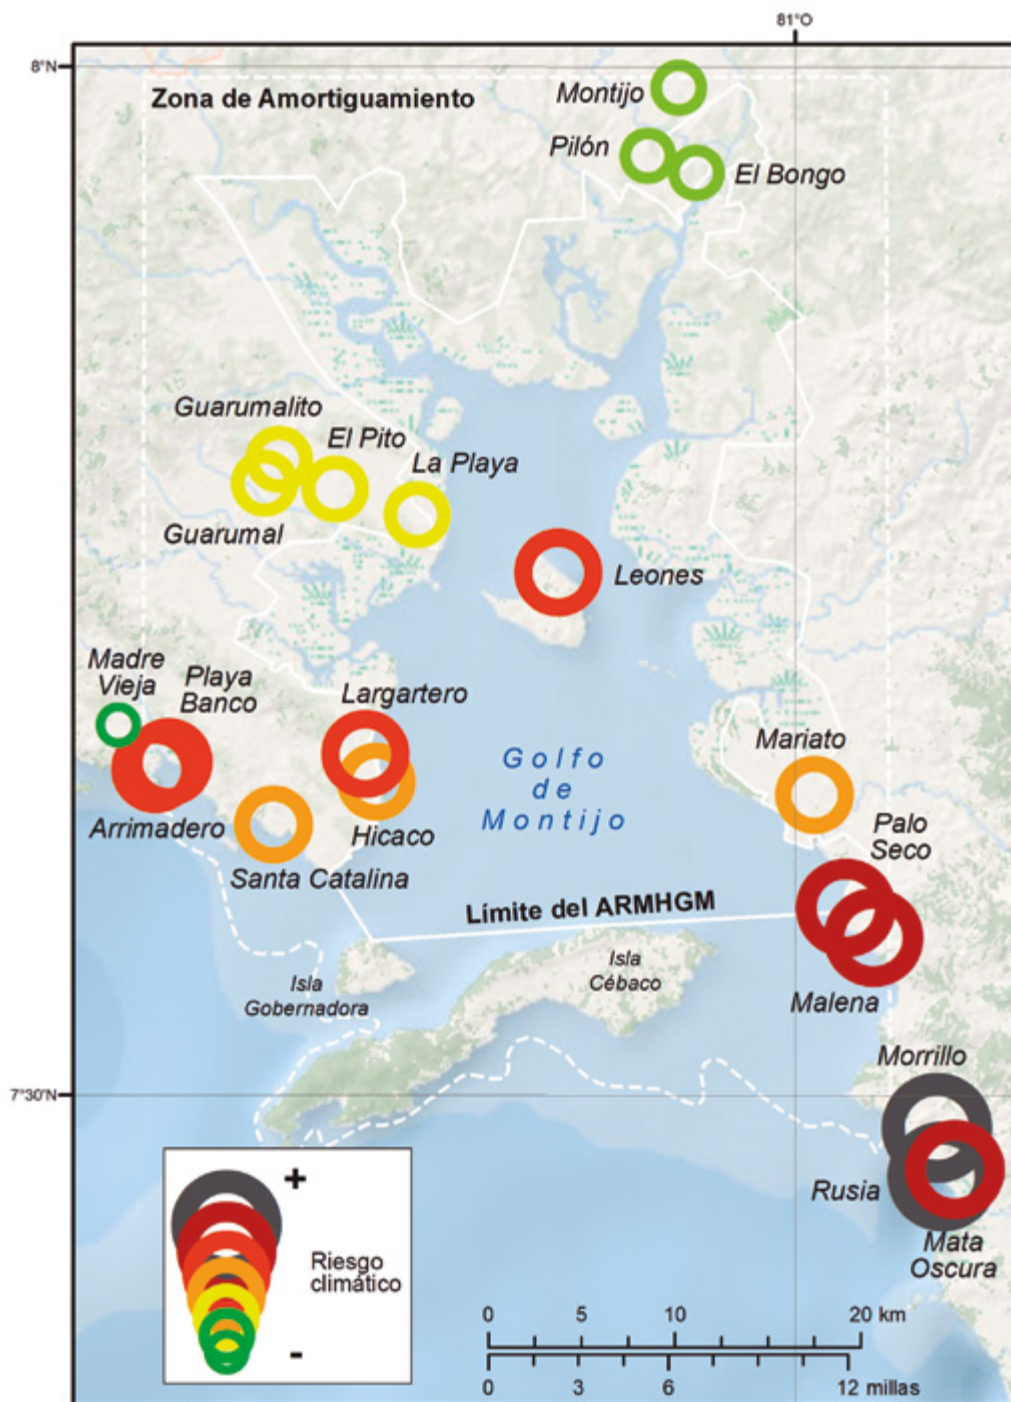 81°O
8°N
Zona de Amortiguamiento
Montijo
Pilón
El Bongo
Guarumalito
El Pito
La Playa
Guarumal
Leones
Madre
Vieja
Playa
Banco
Largartero
Golfo
de
Montijo
Mariato
Arrimadero
Hicaco
Palo
Seco
Santa Catalina
Límite del ARMHGM
Isla
Gobernadora
Isla
Cébaco
Malena
Morrillo
7°30'N
Rusia
Mata
Oscura
+
Riesgo
climático
-
0 5 10 20 km
0 3 6 12 millas